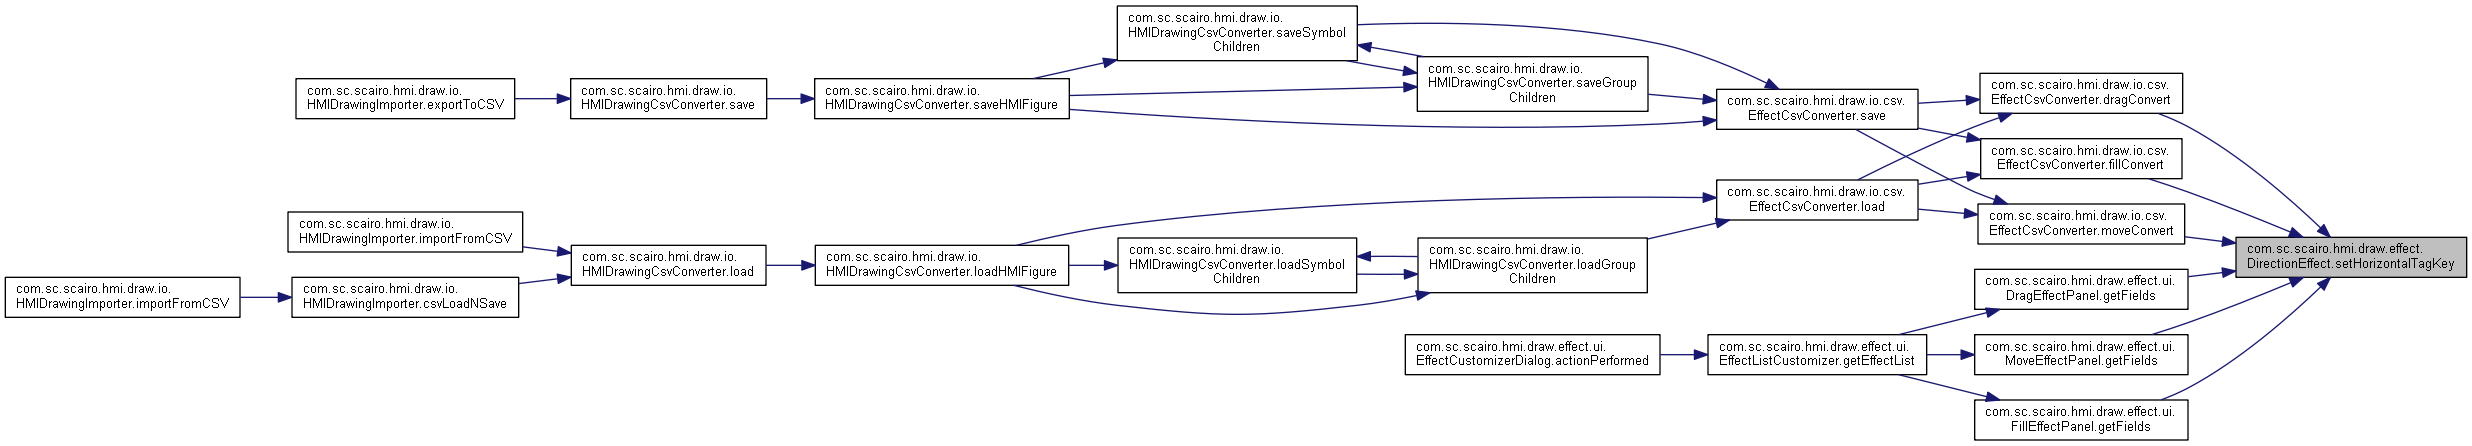 com.sc.scairo.hmi.draw.io.
HMIDrawingCsvConverter.saveSymbol
Children
com.sc.scairo.hmi.draw.io.
HMIDrawingCsvConverter.saveGroup
Children
com.sc.scairo.hmi.draw.io.
HMIDrawingImporter.exportToCSV
com.sc.scairo.hmi.draw.io.
HMIDrawingCsvConverter.save
com.sc.scairo.hmi.draw.io.
HMIDrawingCsvConverter.saveHMIFigure
com.sc.scairo.hmi.draw.io.csv.
EffectCsvConverter.save
com.sc.scairo.hmi.draw.io.csv.
EffectCsvConverter.dragConvert
com.sc.scairo.hmi.draw.io.csv.
EffectCsvConverter.fillConvert
com.sc.scairo.hmi.draw.io.csv.
EffectCsvConverter.load
com.sc.scairo.hmi.draw.io.csv.
EffectCsvConverter.moveConvert
com.sc.scairo.hmi.draw.io.
HMIDrawingImporter.importFromCSV
com.sc.scairo.hmi.draw.io.
HMIDrawingCsvConverter.load
com.sc.scairo.hmi.draw.io.
HMIDrawingCsvConverter.loadHMIFigure
com.sc.scairo.hmi.draw.io.
HMIDrawingCsvConverter.loadSymbol
Children
com.sc.scairo.hmi.draw.io.
HMIDrawingCsvConverter.loadGroup
Children
com.sc.scairo.hmi.draw.effect.
DirectionEffect.setHorizontalTagKey
com.sc.scairo.hmi.draw.io.
HMIDrawingImporter.importFromCSV
com.sc.scairo.hmi.draw.io.
HMIDrawingImporter.csvLoadNSave
com.sc.scairo.hmi.draw.effect.ui.
DragEffectPanel.getFields
com.sc.scairo.hmi.draw.effect.ui.
EffectCustomizerDialog.actionPerformed
com.sc.scairo.hmi.draw.effect.ui.
EffectListCustomizer.getEffectList
com.sc.scairo.hmi.draw.effect.ui.
MoveEffectPanel.getFields
com.sc.scairo.hmi.draw.effect.ui.
FillEffectPanel.getFields